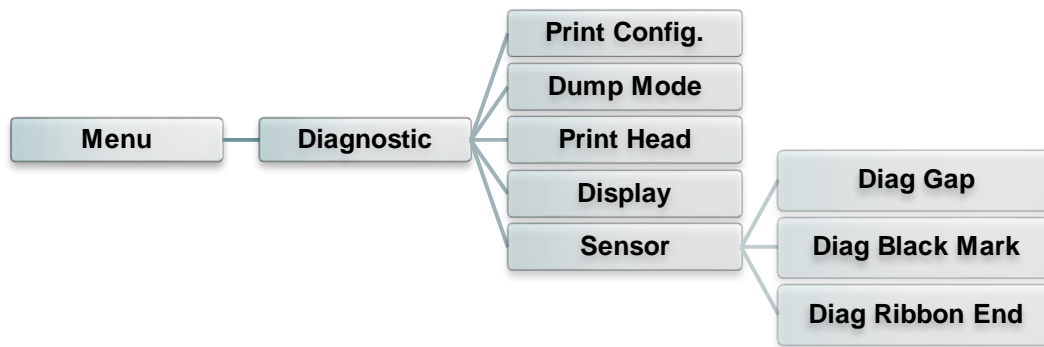 Menu
Diagnostic
Print Config.
Dump Mode
Print Head
Display
Sensor
Diag Gap
Diag Black Mark
Diag Ribbon End